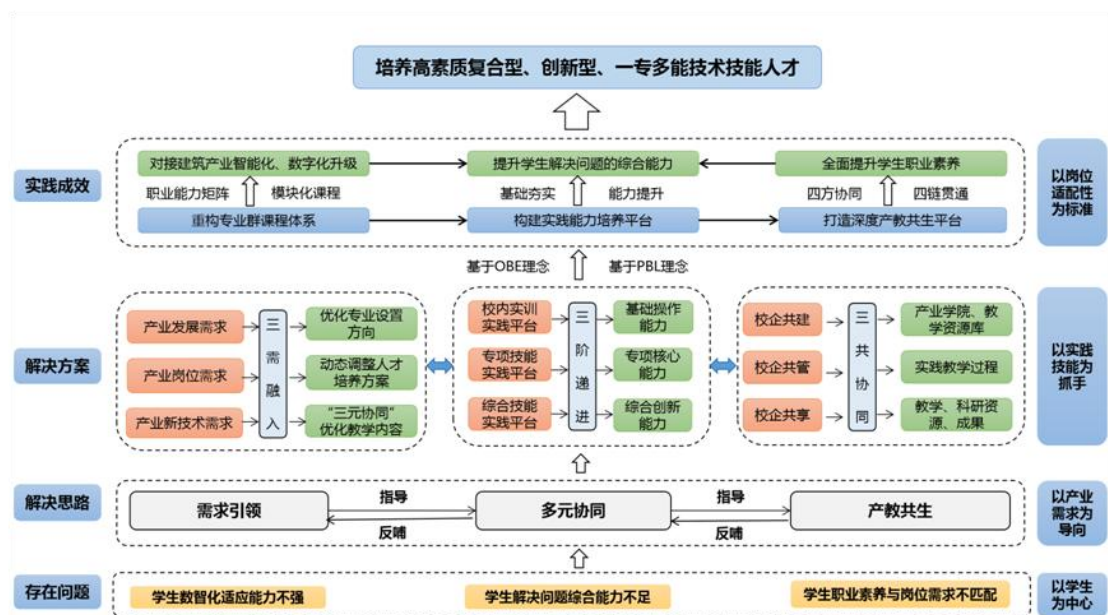 培养高素质复合型、创新型、一专多能技术技能人才
实践成效
对接建筑产业智能化、数字化升级
提升学生解决问题的综合能力
全面提升学生职业素养
职业能力矩阵
模块化课程
基础夯实
能力提升
四方协同
四链贯通
重构专业群课程体系
构建实践能力培养平台
打造深度产教共生平台
以岗位
适配性
为标准
基于OBE理念
基于PBL理念
解决方案
产业发展需求
产业岗位需求
产业新技术需求
三
需
融
入
优化专业设置
方向
动态调整人才
培养方案
“三元协同”
优化教学内容
校内实训
实践平台
专项技能
实践平台
综合技能
实践平台
三
阶
递
进
基础操作
能力
专项核心
能力
综合创新
能力
校企共建
校企共管
校企共享
三
共
协
同
产业学院、教
学资源库
实践教学过程
教学、科研资
源、成果
以实践
技能为
抓手
解决思路
需求引领
指导
反哺
多元协同
指导
反哺
产教共生
以产业
需求为
导向
存在问题
学生数智化适应能力不强
学生解决问题综合能力不足
学生职业素养与岗位需求不匹配
以学生
为中心